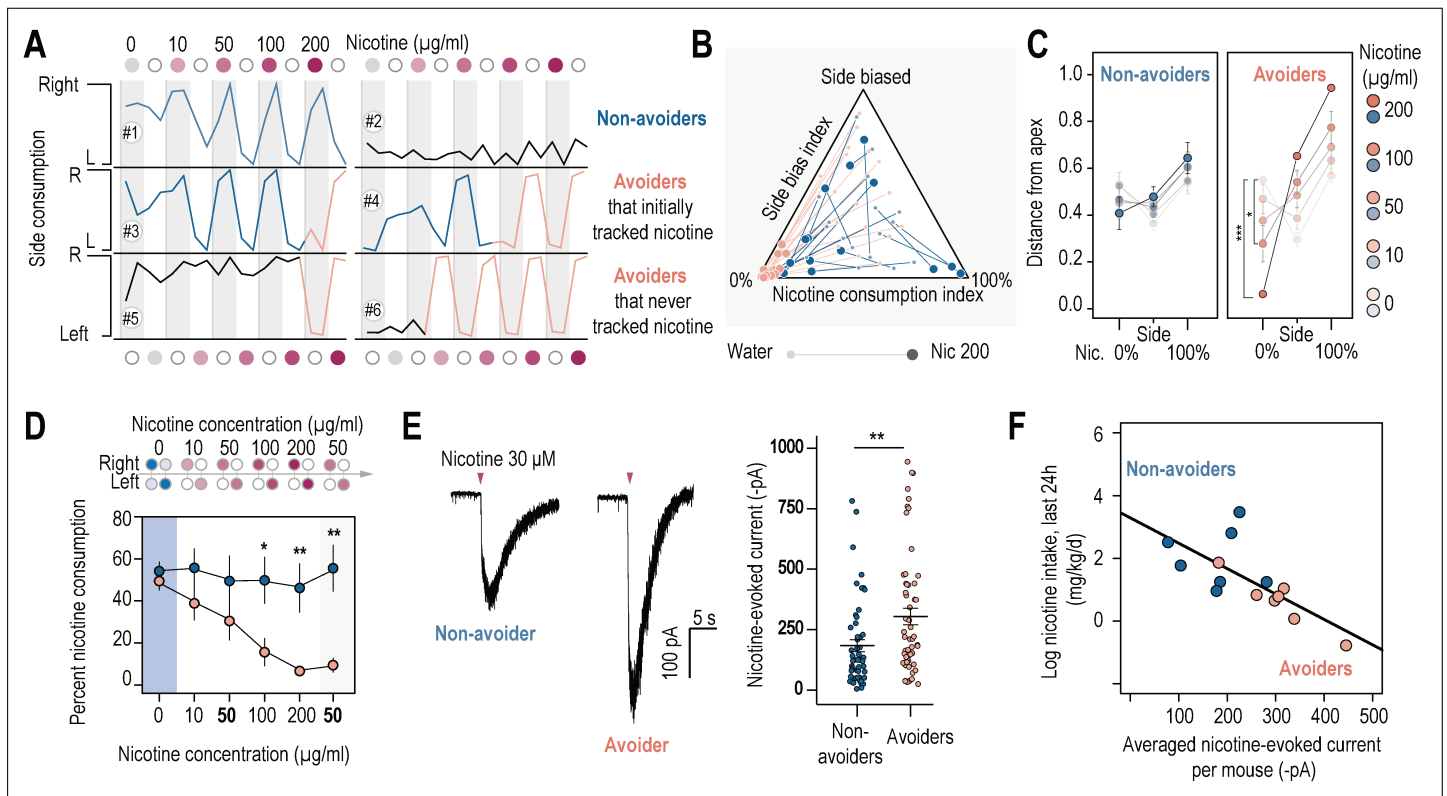 A
0 10 50 100 200 Nicotine (µg/ml)
Right
L
R
L
R
Left
Side consumption
#1
#2
#3
#4
#5
#6
Non-avoiders
Avoiders
that initially
tracked nicotine
Avoiders
that never
tracked nicotine
B
Side biased
Side bias index
0%
100%
Nicotine consumption index
Water
Nic 200
C
Nicotine
(µg/ml)
Non-avoiders
Avoiders
Distance from apex
1.0
0.8
0.6
0.4
0.2
0.0
***
*
200
100
50
10
0
Side
Nic. 0% 100%
Side
0% 100%
D
Nicotine concentration (µg/ml)
0 10 50 100 200 50
Right
Left
Percent nicotine consumption
80
60
40
20
0
* ** **
0 10 50 100 200 50
Nicotine concentration (µg/ml)
E
Nicotine 30 µM
Non-avoider
Avoider
5 s
100 pA
Nicotine-evoked current (-pA)
1000
750
500
250
0
**
Non-
avoiders
Avoiders
F
Log nicotine intake, last 24h
(mg/kg/d)
6
4
2
0
Non-avoiders
Avoiders
100 200 300 400 500
Averaged nicotine-evoked current
per mouse (-pA)